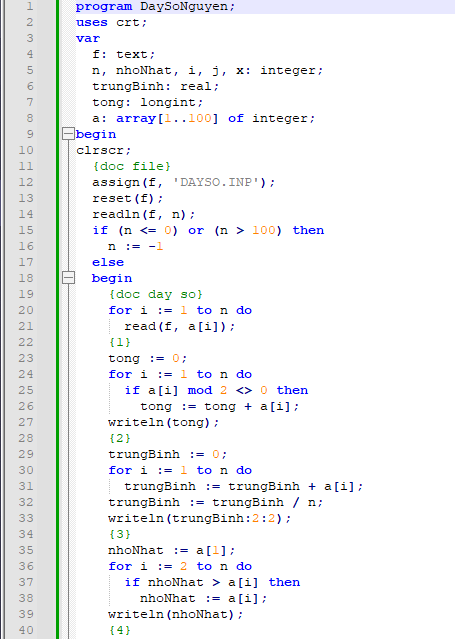 1 program DaySoNguyen;
2 uses crt;
3 var
4 f: text;
5 n, nhoNhat, i, j, x: integer;
6 trungBinh: real;
7 tong: longint;
8 a: array[1..100] of integer;
9 begin
10 clrscr;
11 {doc file}
12 assign(f, 'DAYSO.INP');
13 reset(f);
14 readln(f, n);
15 if (n <= 0) or (n > 100) then
16 n := -1
17 else
18 begin
19 {doc day so}
20 for i := 1 to n do
21 read(f, a[i]);
22 {1}
23 tong := 0;
24 for i := 1 to n do
25 if a[i] mod 2 <> 0 then
26 tong := tong + a[i];
27 writeln(tong);
28 {2}
29 trungBinh := 0;
30 for i := 1 to n do
31 trungBinh := trungBinh + a[i];
32 trungBinh := trungBinh / n;
33 writeln(trungBinh:2:2);
34 {3}
35 nhoNhat := a[1];
36 for i := 2 to n do
37 if nhoNhat > a[i] then
38 nhoNhat := a[i];
39 writeln(nhoNhat);
40 {4}